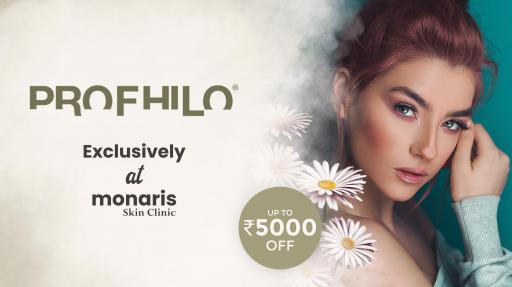 PROFHILO®
Exclusively
at
monaris
Skin Clinic
UP TO
₹5000
OFF